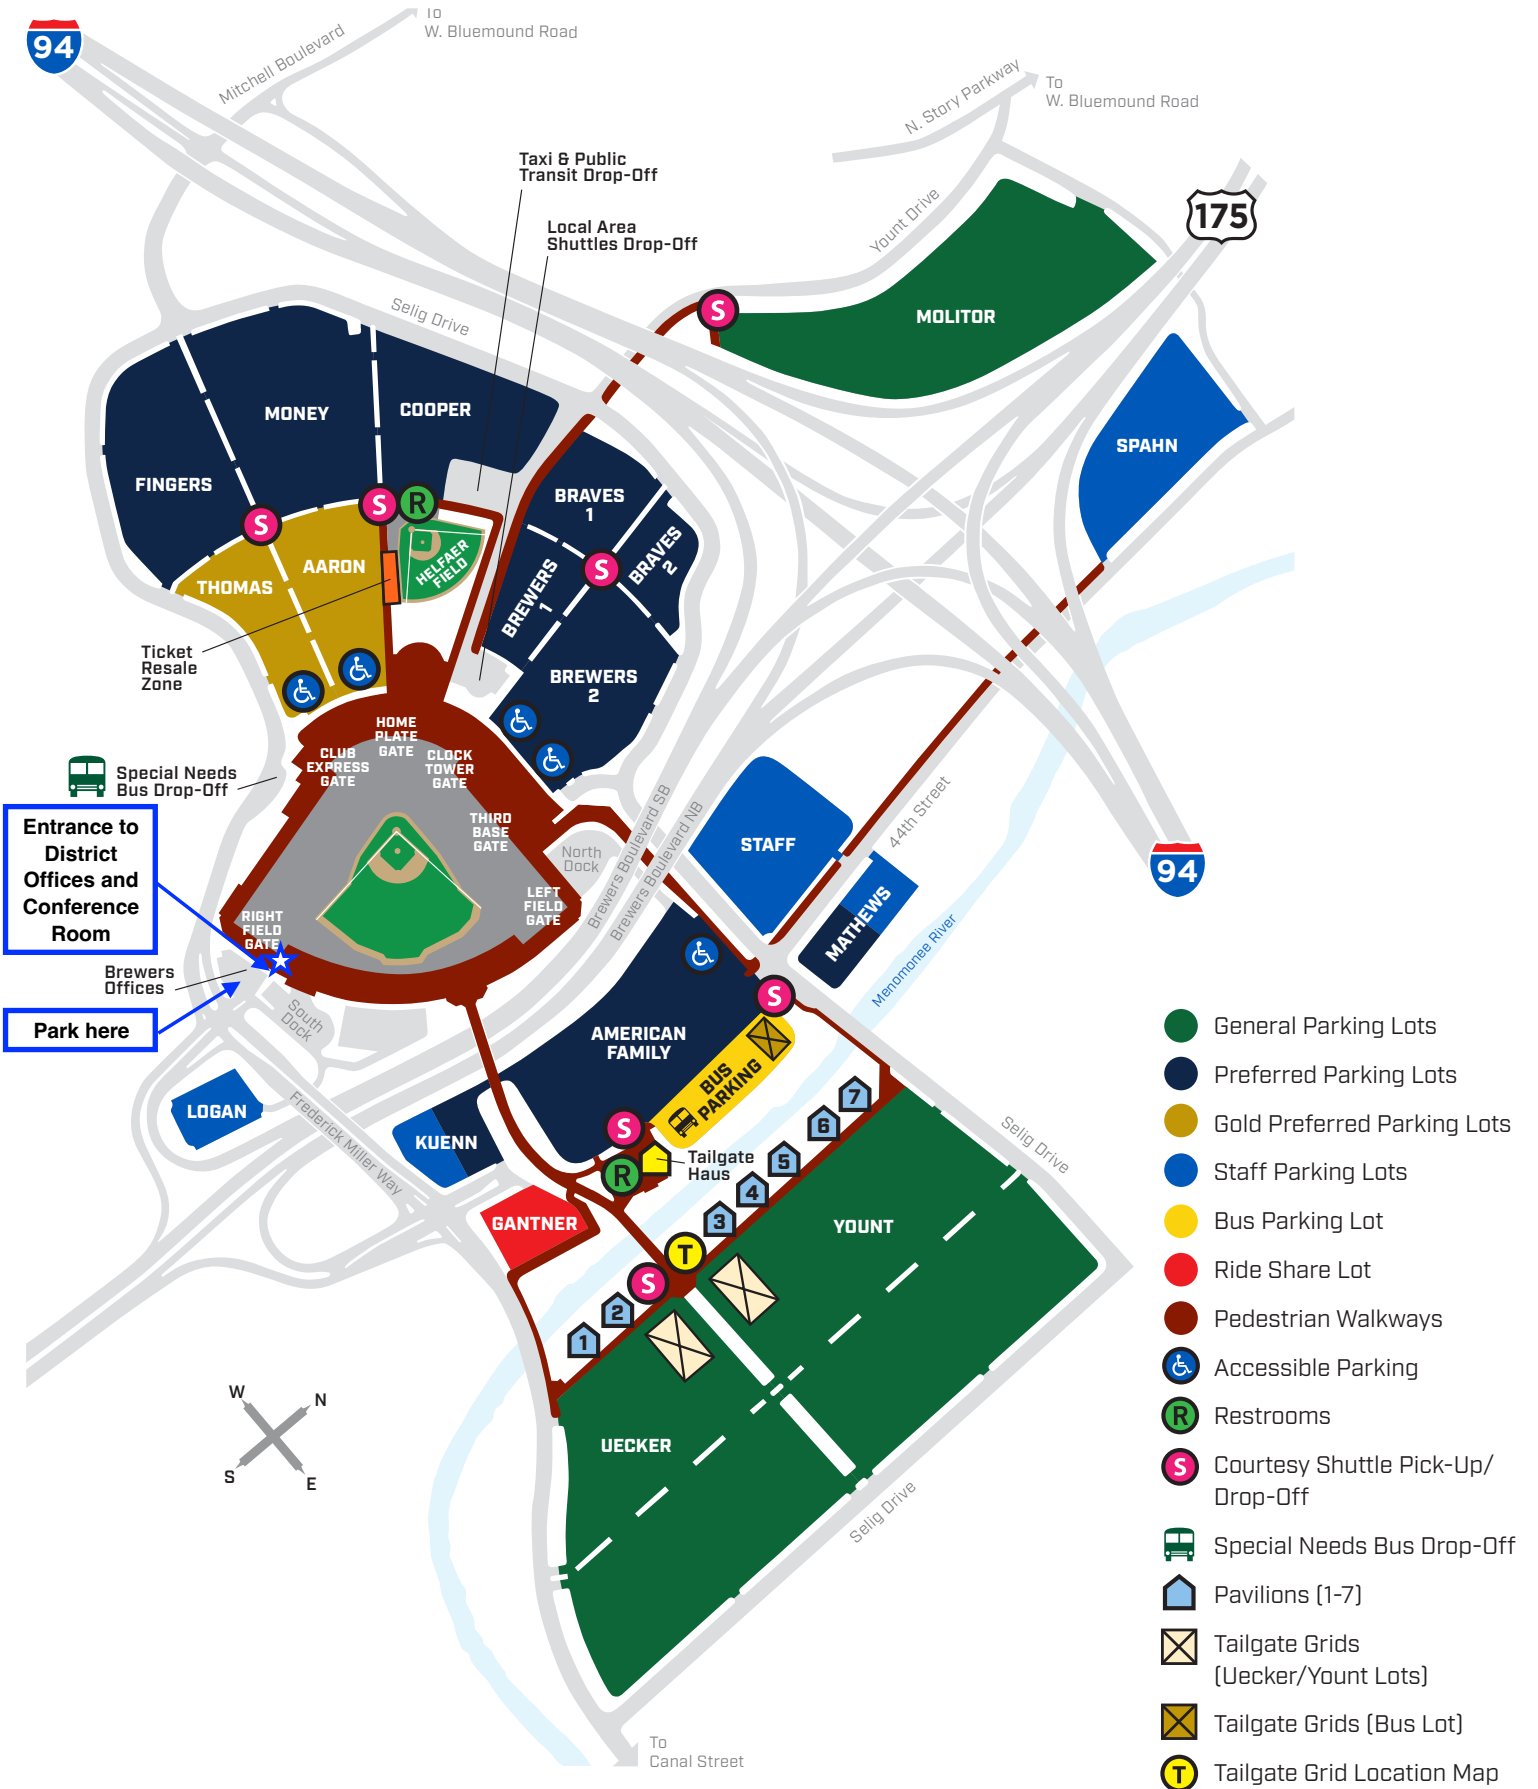 94
To
W. Bluemound Road
Mitchell Boulevard
N. Story Parkway
To
W. Bluemound Road
Taxi & Public
Transit Drop-Off
Local Area
Shuttles Drop-Off
Yount Drive
175
Selig Drive
S
MOLITOR
MONEY
COOPER
SPAHN
FINGERS
S
S
R
BRAVES
1
HELFAER
FIELD
BRAVES
2
S
AARON
THOMAS
BREWERS
1
Ticket
Resale
Zone
BREWERS
2
HOME
PLATE
GATE
CLUB
EXPRESS
GATE
CLOCK
TOWER
GATE
Special Needs
Bus Drop-Off
THIRD
BASE
GATE
Entrance to
District
Offices and
Conference
Room
North
Dock
Brewers Boulevard SB
Brewers Boulevard NB
STAFF
44th Street
94
MATHEWS
LEFT
FIELD
GATE
RIGHT
FIELD
GATE
Menomonee River
Brewers
Offices
Park here
South
Dock
S
AMERICAN
FAMILY
BUS
PARKING
LOGAN
Frederick Miller Way
KUENN
S
R
Tailgate
Haus
7
6
5
4
3
Selig Drive
GANTNER
T
S
YOUNT
2
1
UECKER
W
N
S
E
Selig Drive
To
Canal Street
General Parking Lots
Preferred Parking Lots
Gold Preferred Parking Lots
Staff Parking Lots
Bus Parking Lot
Ride Share Lot
Pedestrian Walkways
Accessible Parking
R Restrooms
S Courtesy Shuttle Pick-Up/
Drop-Off
Special Needs Bus Drop-Off
Pavilions (1-7)
Tailgate Grids
(Uecker/Yount Lots)
Tailgate Grids (Bus Lot)
T Tailgate Grid Location Map